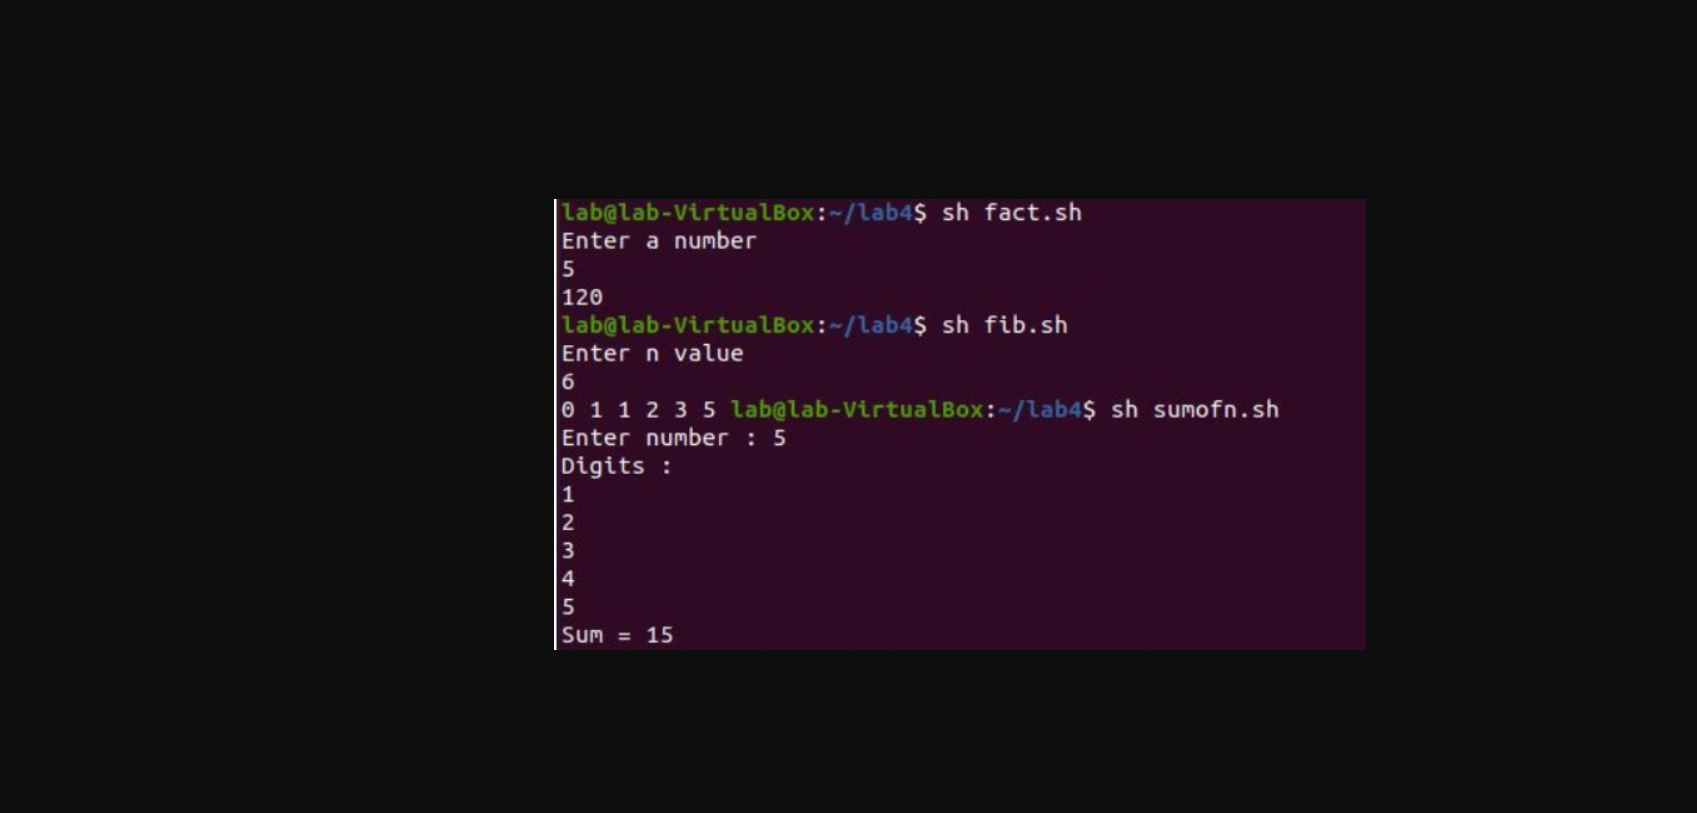 lab@lab-VirtualBox:~/lab4$ sh fact.sh
Enter a number
5
120
lab@lab-VirtualBox:~/lab4$ sh fib.sh
Enter n value
6
0 1 1 2 3 5 lab@lab-VirtualBox:~/lab4$ sh sumofn.sh
Enter number : 5
Digits :
1
2
3
4
5
Sum = 15